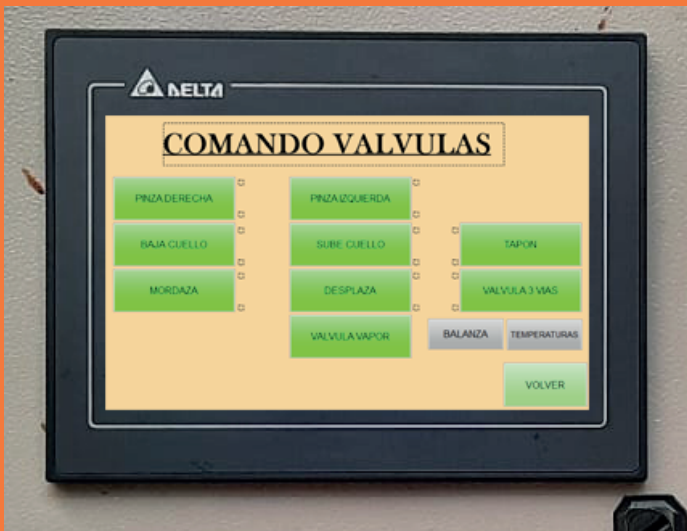 DELTA
COMANDO VALVULAS
PINZA DERECHA
PINZA IZQUIERDA
BAJA CUELLO
SUBE CUELLO
TAPON
MORDAZA
DESPLAZA
VALVULA 3 VIAS
VALVULA VAPOR
BALANZA
TEMPERATURAS
VOLVER